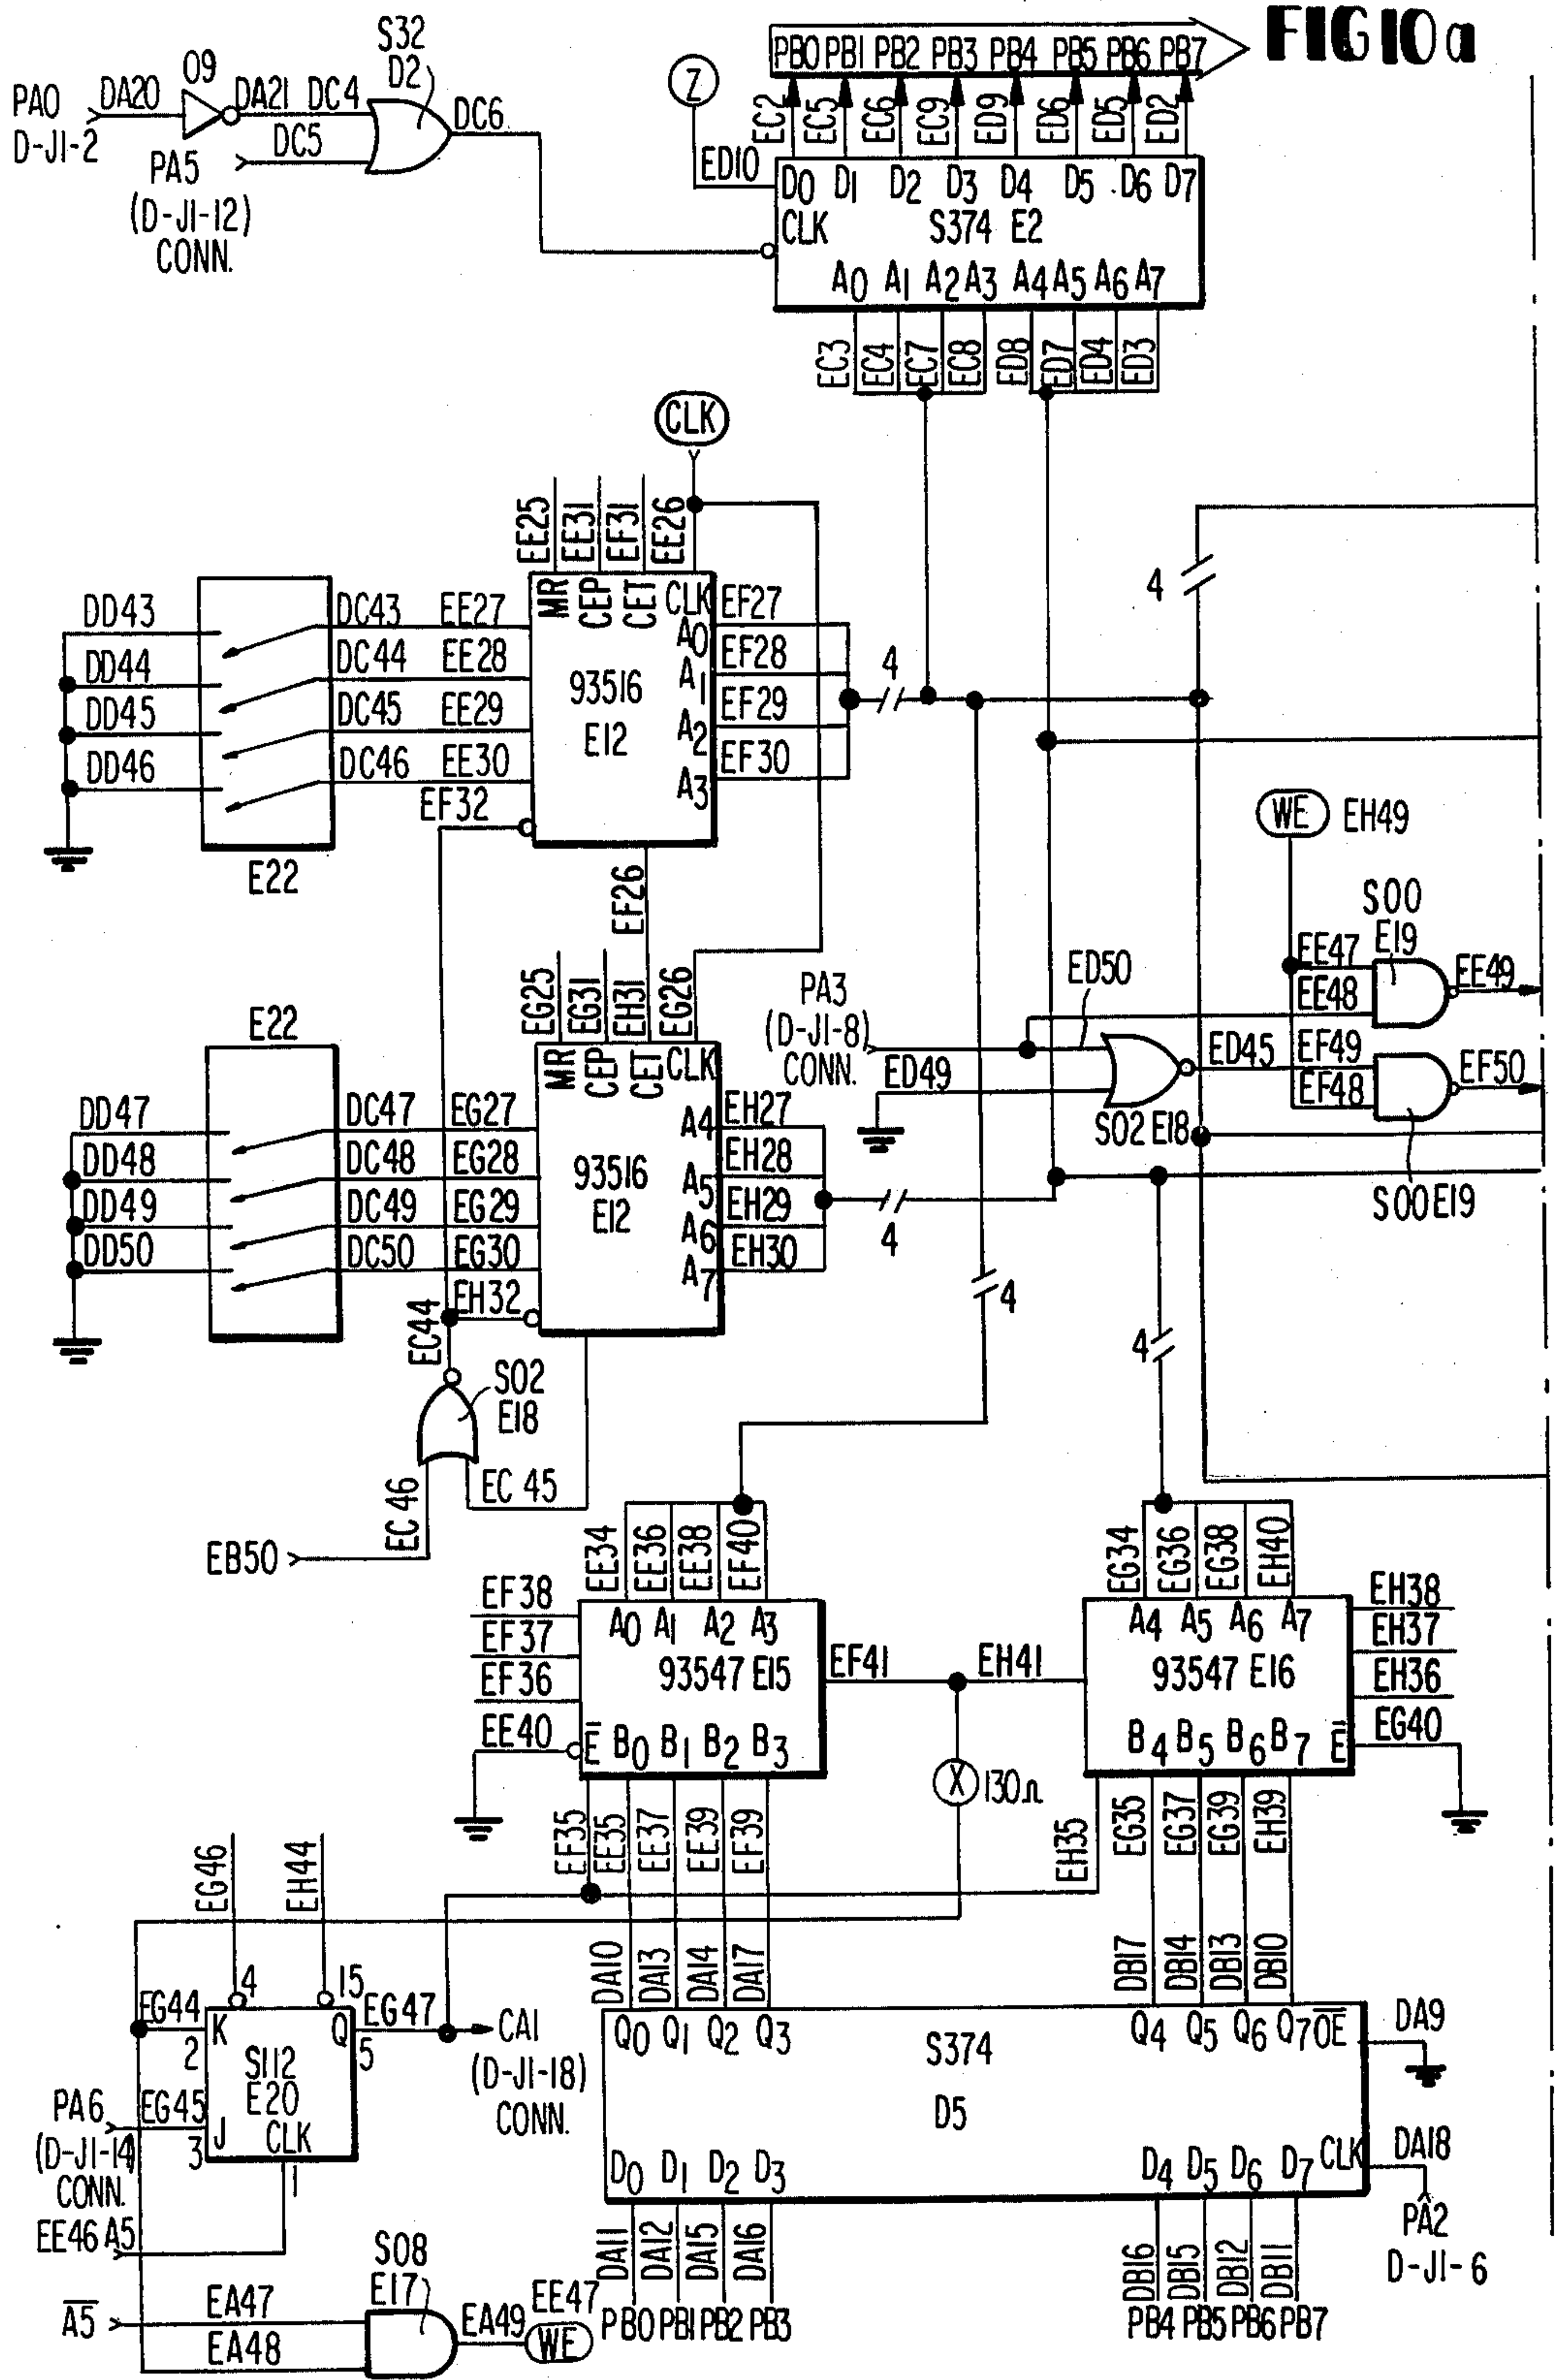 FIG 10a
PB0 PB1 PB2 PB3 PB4 PB5 PB6 PB7
S32
D2
09
PA0
D-J1-2
DA20
DA21 DC4
DC5
DC6
PA5
(D-J1-12)
CONN.
Z
ED10
EC2 EC5 EC6 EC9 ED9 ED6 ED5 ED2
D0 D1 D2 D3 D4 D5 D6 D7
CLK
S374 E2
A0 A1 A2 A3 A4 A5 A6 A7
EC3 EC4 EC7 EC8 ED8 ED7 ED4 ED3
CLK
EE25 EE31 EF31 EE26
MR CEP CET CLK
DD43 DC43 EE27
DD44 DC44 EE28
DD45 DC45 EE29
DD46 DC46 EE30
EF32
93516
E12
A0 EF27
A1 EF28
A2 EF29
A3 EF30
4
4
E22
EF26
WE EH49
S00
E19
EE47
EE48
EE49
ED50
PA3
(D-J1-8)
CONN.
ED49
ED45
EF49
EF48
EF50
S02 E18
S00 E19
E22
EG25 EG31 EH31 EG26
MR CEP CET CLK
DD47 DC47 EG27
DD48 DC48 EG28
DD49 DC49 EG29
DD50 DC50 EG30
EH32
93516
E12
A4 EH27
A5 EH28
A6 EH29
A7 EH30
4
4
4
EC44
S02
E18
EC46
EC 45
EB50
EE34 EE36 EE38 EF40
EG34 EG36 EG38 EH40
EF38
EF37
EF36
EE40
A0 A1 A2 A3
93547 E15
E B0 B1 B2 B3
EF41
EH41
X 130Ω
A4 A5 A6 A7
93547 E16
B4 B5 B6 B7 E
EH38
EH37
EH36
EG40
EF35 EE35 EE37 EE39 EF39
EH35 EG35 EG37 EG39 EH39
EG46 EH44
DA10 DA13 DA14 DA17
DB17 DB14 DB13 DB10
4 15
EG44
2
K Q
EG47
5
S112
E20
J CLK
PA6
(D-J1-14)
CONN.
EG45
3
1
EE46 A5
CA1
(D-J1-18)
CONN.
Q0 Q1 Q2 Q3 Q4 Q5 Q6 Q7 OE
S374
D5
D0 D1 D2 D3 D4 D5 D6 D7 CLK
DA9
DA18
PA2
D-J1-6
DA11 DA12 DA15 DA16
DB16 DB15 DB12 DB11
PB0 PB1 PB2 PB3
PB4 PB5 PB6 PB7
S08
E17
A5
EA47
EA48
EA49
EE47
WE